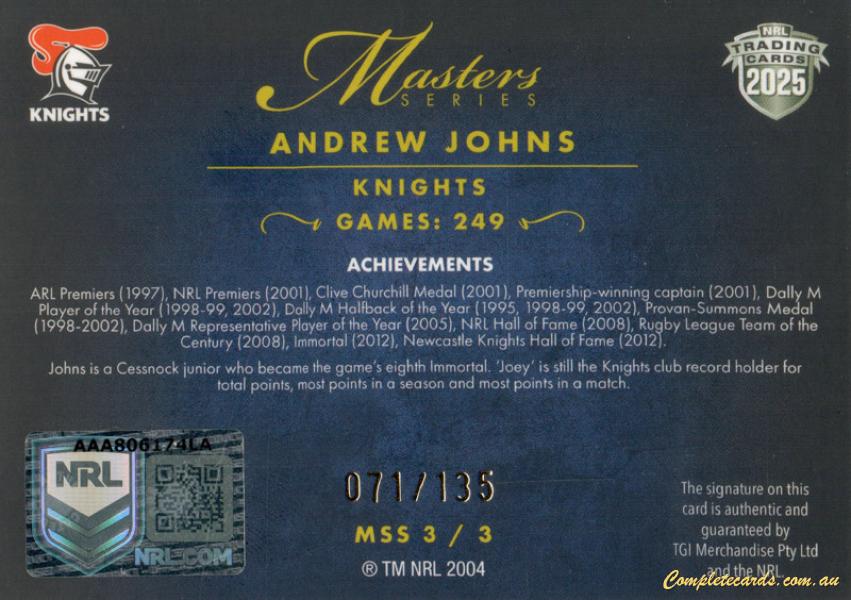 KNIGHTS
Masters
SERIES
NRL
TRADING
CARDS
2025
ANDREW JOHNS
KNIGHTS
GAMES: 249
ACHIEVEMENTS
ARL Premiers (1997), NRL Premiers (2001), Clive Churchill Medal (2001), Premiership-winning captain (2001), Dally M
Player of the Year (1998-99, 2002), Dally M Halfback of the Year (1995, 1998-99, 2002), Provan-Summons Medal
(1998-2002), Dally M Representative Player of the Year (2005), NRL Hall of Fame (2008), Rugby League Team of the
Century (2008), Immortal (2012), Newcastle Knights Hall of Fame (2012).
Johns is a Cessnock junior who became the game's eighth Immortal. 'Joey' is still the Knights club record holder for
total points, most points in a season and most points in a match.
AAA806174LA
NRL
NRL.COM
071/135
MSS 3 / 3
® TM NRL 2004
The signature on this
card is authentic and
guaranteed by
TGI Merchandise Pty Ltd
and the NRL.
Completecards.com.au